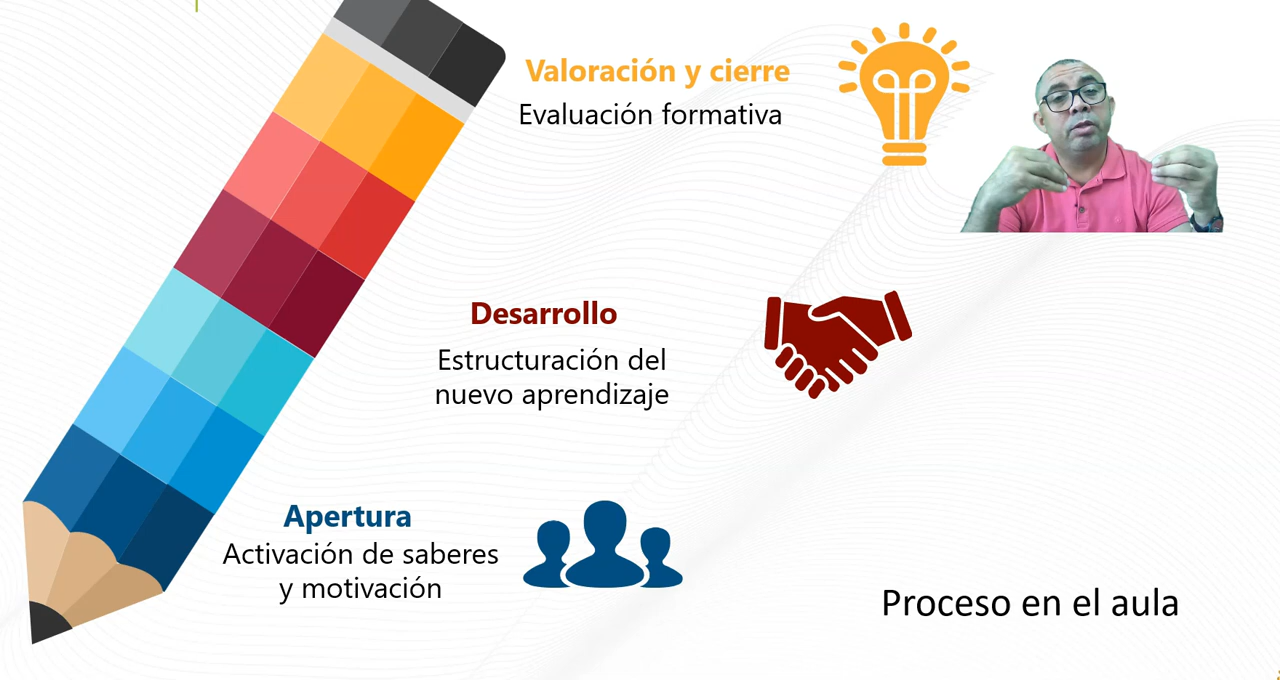 Valoración y cierre
Evaluación formativa
Desarrollo
Estructuración del
nuevo aprendizaje
Apertura
Activación de saberes
y motivación
Proceso en el aula